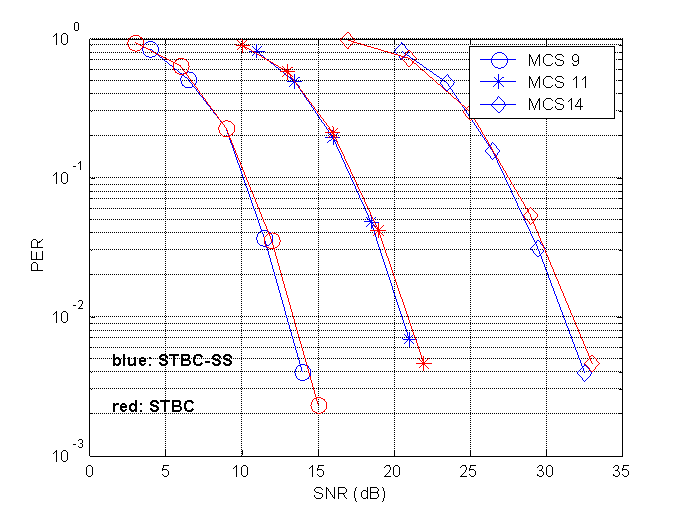 10^0
10^-1
10^-2
10^-3
PER
MCS 9
MCS 11
MCS14
blue: STBC-SS
red: STBC
0 5 10 15 20 25 30 35
SNR (dB)